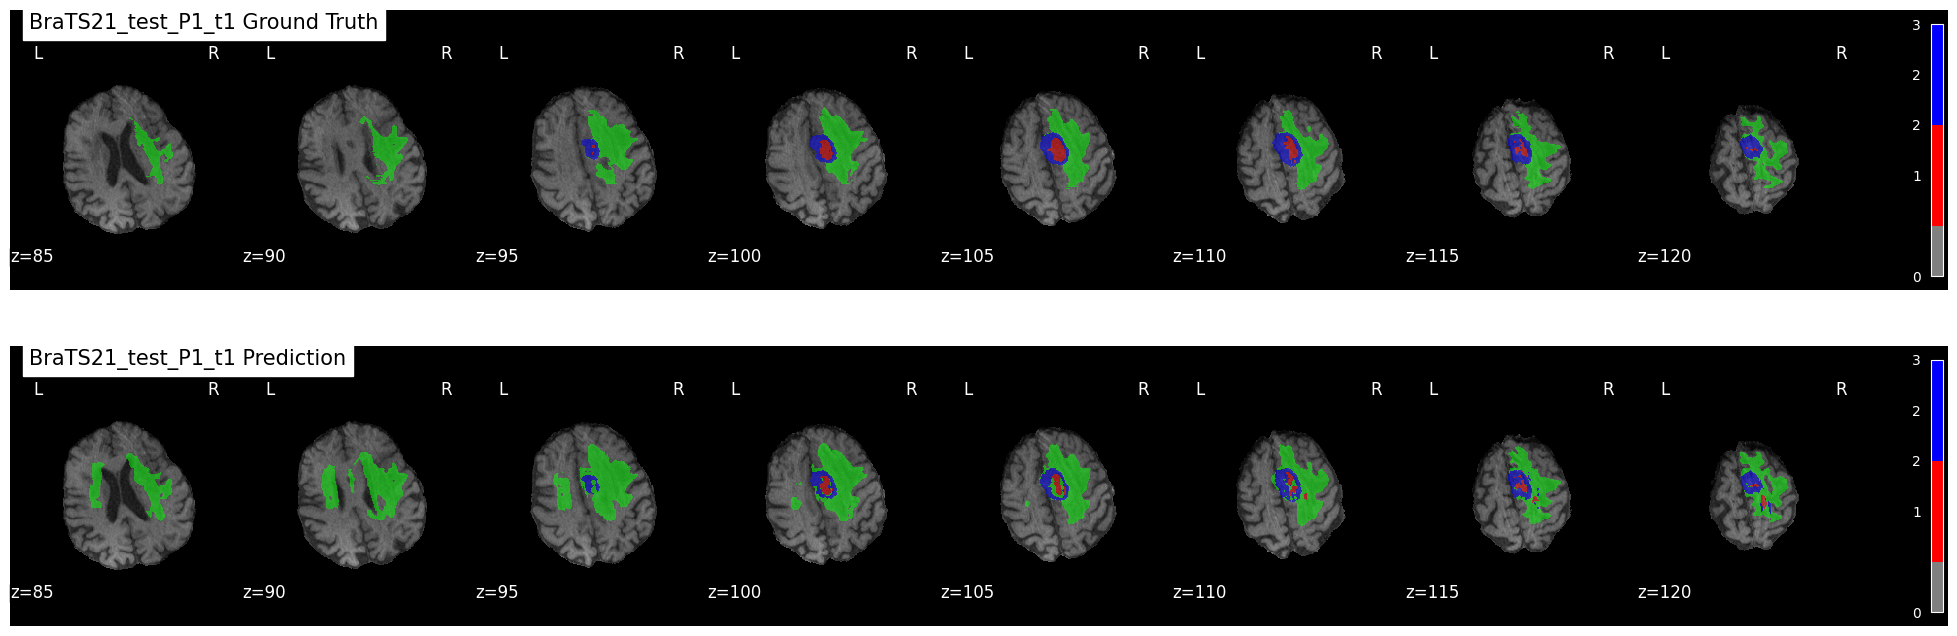 BraTS21_test_P1_t1 Ground Truth
L R L R L R L R L R L R L R L R
3
2
2
1
0
z=85 z=90 z=95 z=100 z=105 z=110 z=115 z=120
BraTS21_test_P1_t1 Prediction
L R L R L R L R L R L R L R L R
3
2
2
1
0
z=85 z=90 z=95 z=100 z=105 z=110 z=115 z=120